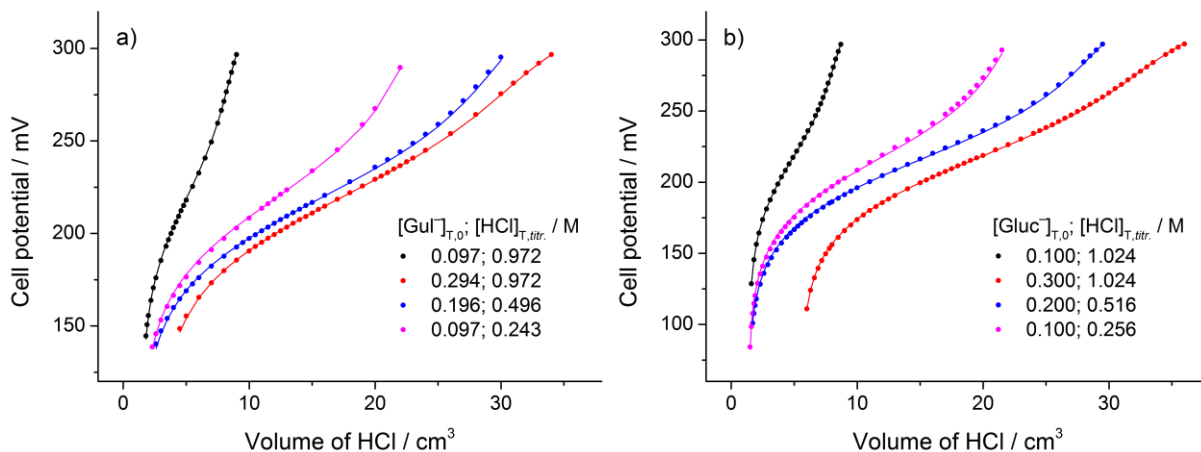 a)
300
250
200
150
Cell potential / mV
[Gul⁻]T,0; [HCl]T,titr. / M
0.097; 0.972
0.294; 0.972
0.196; 0.496
0.097; 0.243
0 10 20 30
Volume of HCl / cm³
b)
300
250
200
150
100
Cell potential / mV
[Gluc⁻]T,0; [HCl]T,titr. / M
0.100; 1.024
0.300; 1.024
0.200; 0.516
0.100; 0.256
0 10 20 30
Volume of HCl / cm³